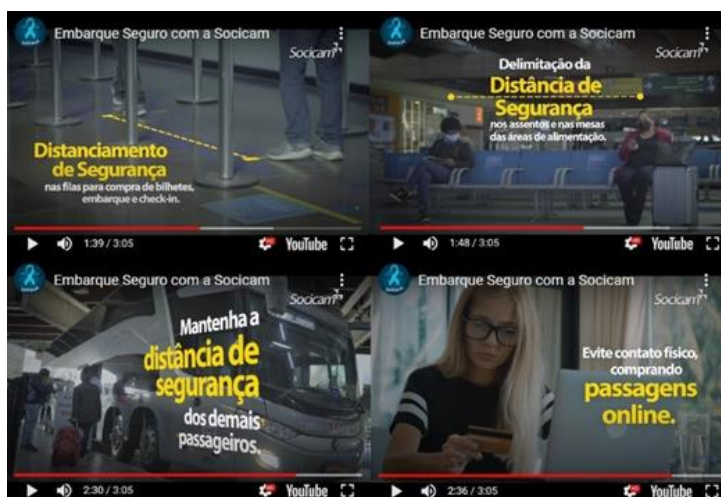 Embarque Seguro com a Socicam
Socicam
Distanciamento
de Segurança
nas filas para compra de bilhetes,
embarque e check-in.
1:39 / 3:05
YouTube
Embarque Seguro com a Socicam
Socicam
Delimitação da
Distância de
Segurança
nos assentos e nas mesas
das áreas de alimentação.
1:48 / 3:05
YouTube
Embarque Seguro com a Socicam
Socicam
Mantenha a
distância de
segurança
dos demais
passageiros.
2:30 / 3:05
YouTube
Embarque Seguro com a Socicam
Socicam
Evite contato físico,
comprando
passagens
online.
2:36 / 3:05
YouTube